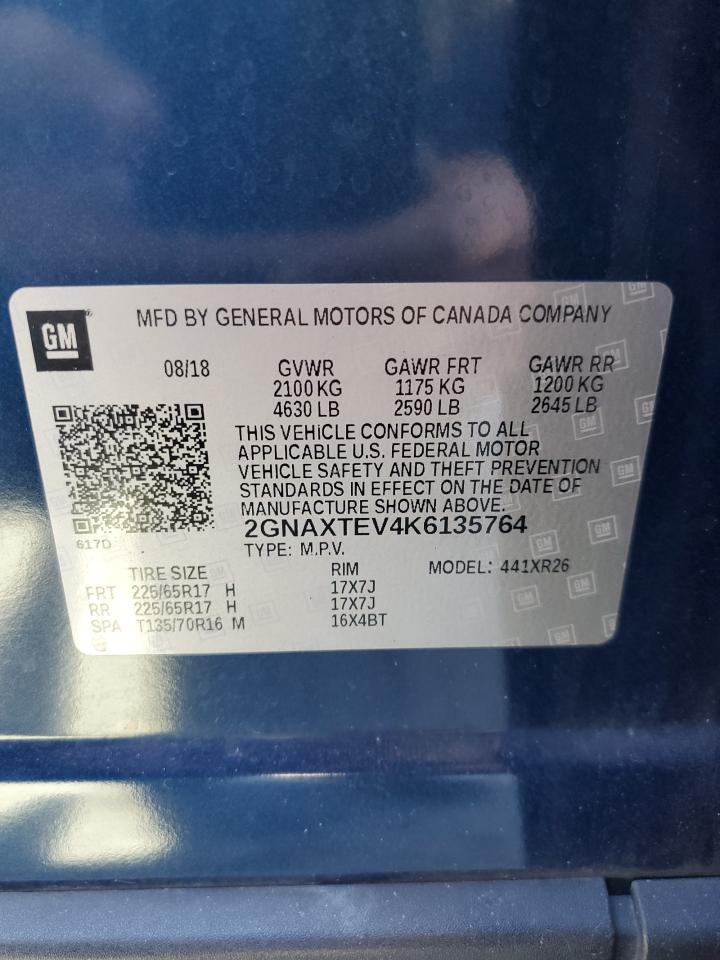 GM
MFD BY GENERAL MOTORS OF CANADA COMPANY
08/18 GVWR GAWR FRT GAWR RR
2100 KG 1175 KG 1200 KG
4630 LB 2590 LB 2645 LB
THIS VEHICLE CONFORMS TO ALL
APPLICABLE U.S. FEDERAL MOTOR
VEHICLE SAFETY AND THEFT PREVENTION
STANDARDS IN EFFECT ON THE DATE OF
MANUFACTURE SHOWN ABOVE.
617D
2GNAXTEV4K6135764
TYPE: M.P.V.
TIRE SIZE RIM MODEL: 441XR26
FRT 225/65R17 H 17X7J
RR 225/65R17 H 17X7J
SPA T135/70R16 M 16X4BT